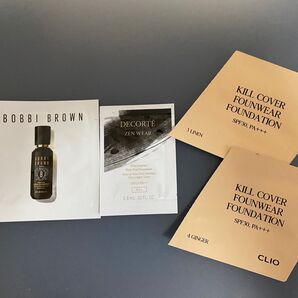 BOBBI BROWN
DECORTÉ
ZEN WEAR
KILL COVER
FOUNWEAR
FOUNDATION
SPF30, PA+++
3 LINEN
KILL COVER
FOUNWEAR
FOUNDATION
SPF30, PA+++
4 GINGER
CLIO